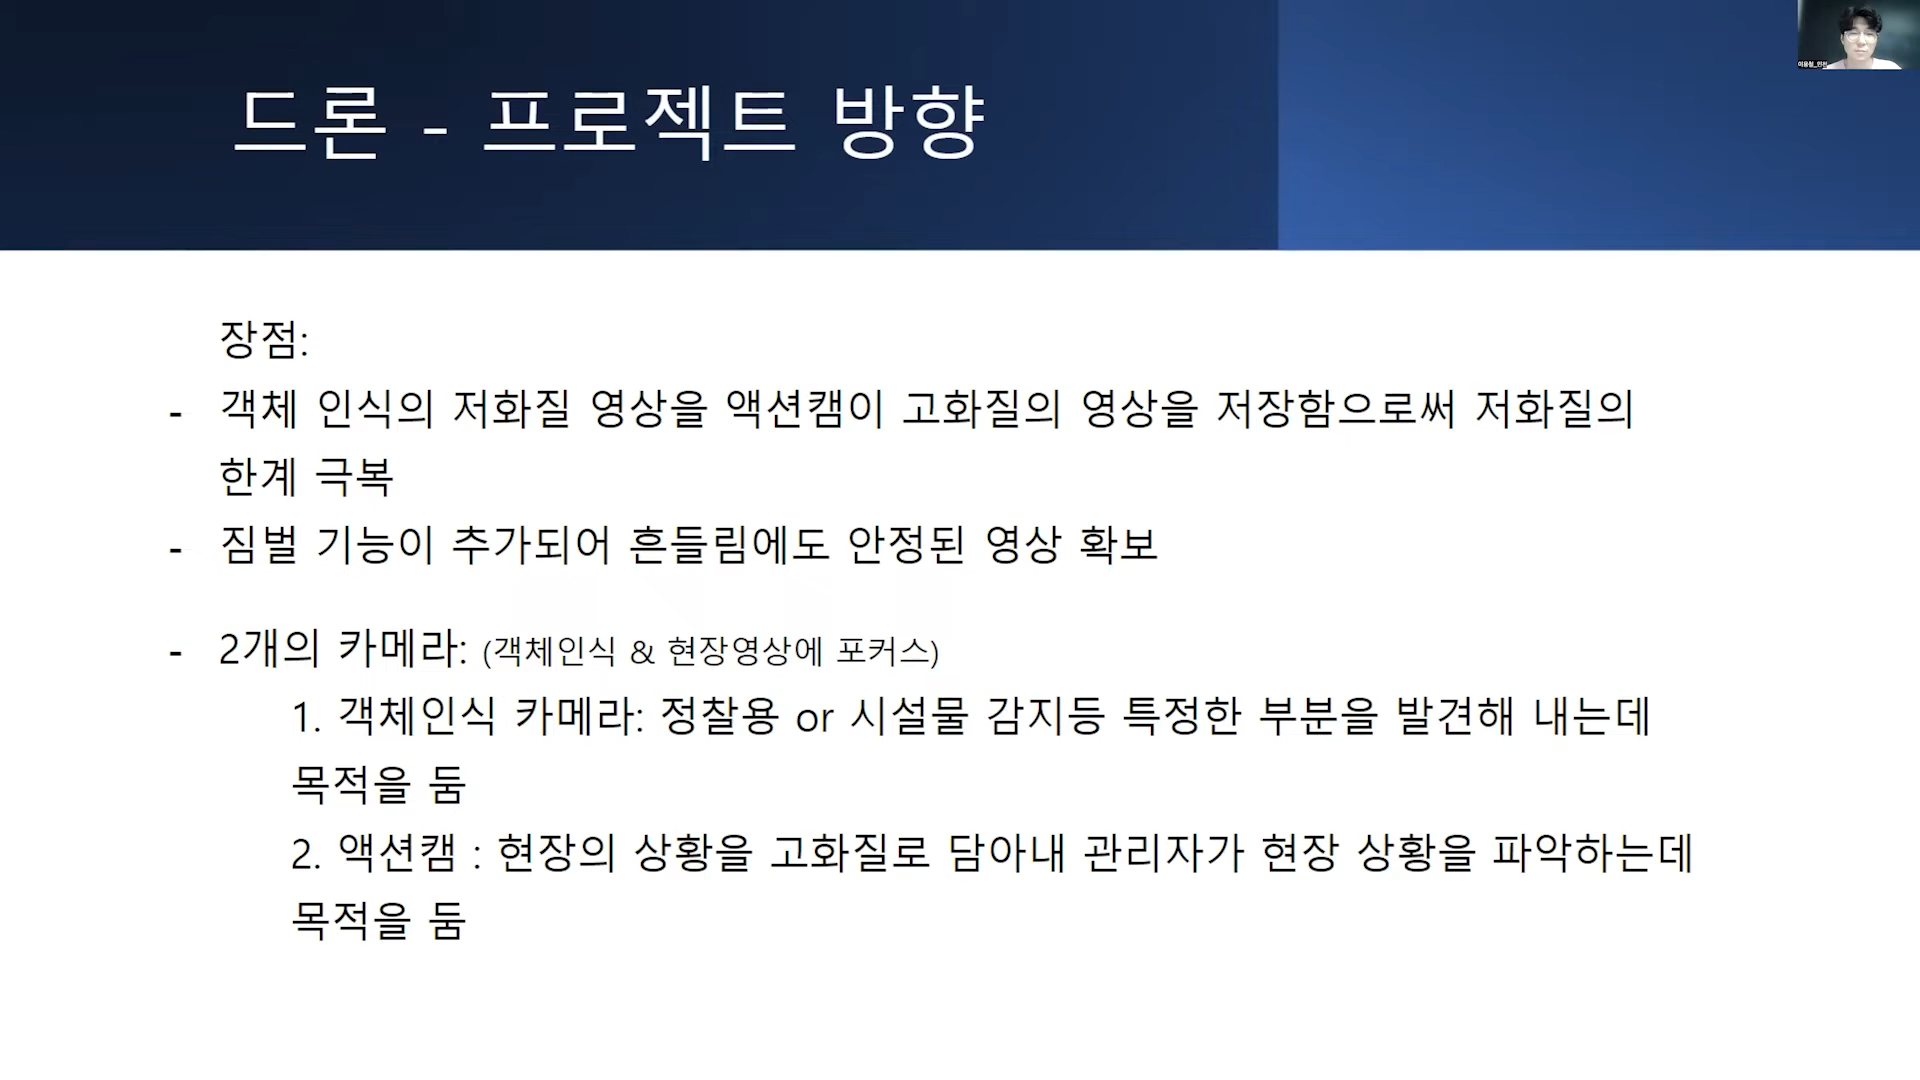 드론 - 프로젝트 방향
장점:
- 객체 인식의 저화질 영상을 액션캠이 고화질의 영상을 저장함으로써 저화질의
한계 극복
- 짐벌 기능이 추가되어 흔들림에도 안정된 영상 확보
- 2개의 카메라: (객체인식 & 현장영상에 포커스)
1. 객체인식 카메라: 정찰용 or 시설물 감지등 특정한 부분을 발견해 내는데
목적을 둠
2. 액션캠 : 현장의 상황을 고화질로 담아내 관리자가 현장 상황을 파악하는데
목적을 둠